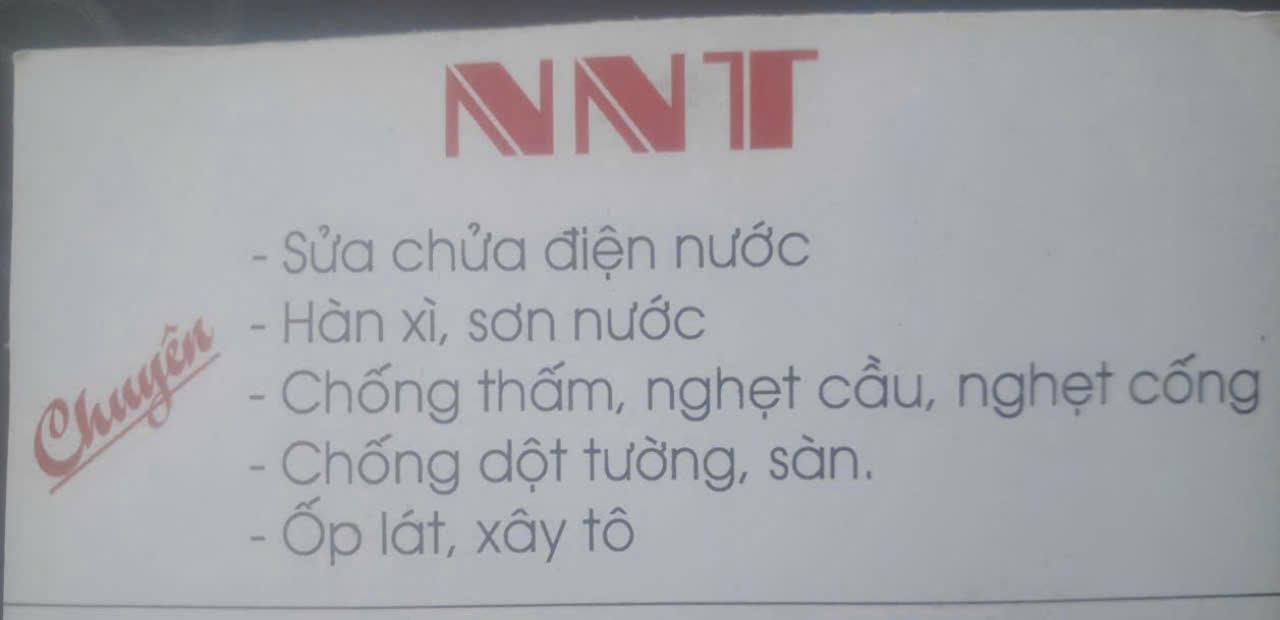 NNT
Chuyên
- Sửa chửa điện nước
- Hàn xì, sơn nước
- Chống thấm, nghẹt cầu, nghẹt cống
- Chống dột tường, sàn.
- Ốp lát, xây tô